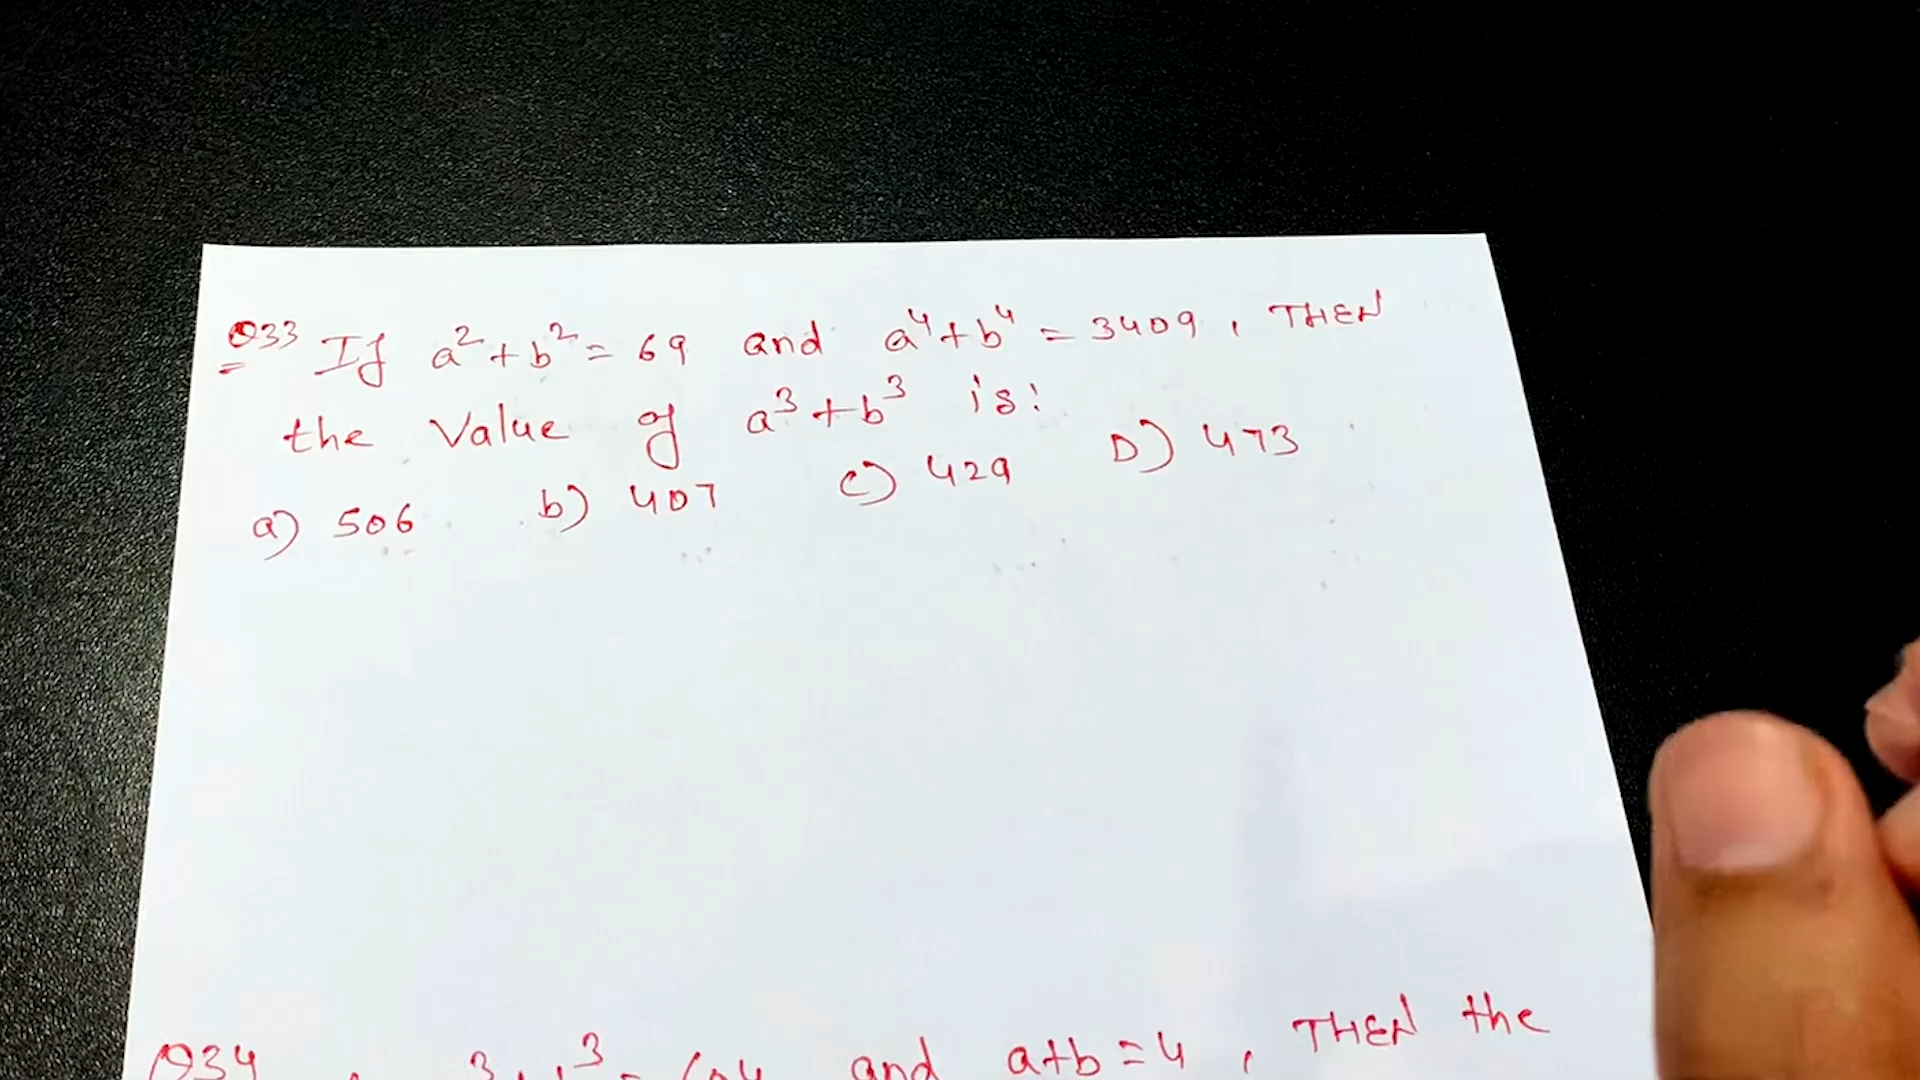 Q33 If a²+b² = 69 and a⁴+b⁴ = 3409, THEN
the Value of a³+b³ is:
a) 506 b) 407 c) 429 D) 473
Q34 and a+b=4, THEN the